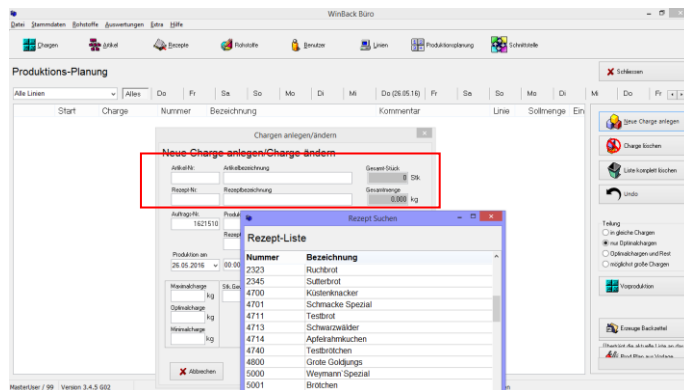 WinBack Büro
Datei Stammdaten Rohstoffe Auswertungen Extra Hilfe
Chargen Artikel Rezepte Rohstoffe Benutzer Linien Produktionsplanung Schnittstelle
Produktions-Planung
Schliessen
Alle Linien Alles Do Fr Sa So Mo Di Mi Do (26.05.16) Fr Sa So Mo Di Mi Do Fr
Start Charge Nummer Bezeichnung Kommentar Linie Sollmenge Ein
Neue Charge anlegen
Charge löschen
Liste komplett löschen
Undo
Teilung
in gleiche Chargen
nur Optimalchargen
Optimalchargen und Rest
möglichst große Chargen
Vorproduktion
Erzeuge Backzettel
Chargen anlegen/ändern
Neue Charge anlegen/Charge ändern
Artikel-Nr. Artikelbezeichnung Gesamt-Stück
0 Stk
Rezept-Nr. Rezeptbezeichnung Gesamtmenge
0,000 kg
Auftrags-Nr. Produk
1621510
Rezept
Produktion am
26.05.2016 00:00
Maximalcharge Stk.Gew
kg
Optimalcharge
kg
Minimalcharge
kg
Abbrechen
Rezept Suchen
Rezept-Liste
Nummer Bezeichnung
2323 Ruchbrot
2345 Sutterbrot
4700 Küstenknacker
4701 Schmacke Spezial
4711 Testbrot
4713 Schwarzwälder
4714 Apfelrahmkuchen
4740 Testbrötchen
4800 Grote Goldjungs
5000 Weymann´Spezial
5001 Brötchen
MasterUser / 99 Version 3.4.5 G02